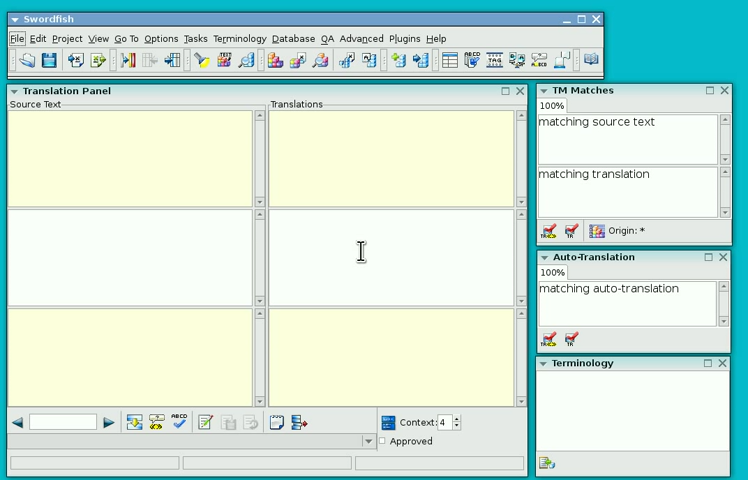 Swordfish
File Edit Project View Go To Options Tasks Terminology Database QA Advanced Plugins Help
Translation Panel
Source Text
Translations
ABCD
Context: 4
Approved
TM Matches
100%
matching source text
matching translation
Origin: *
Auto-Translation
100%
matching auto-translation
Terminology